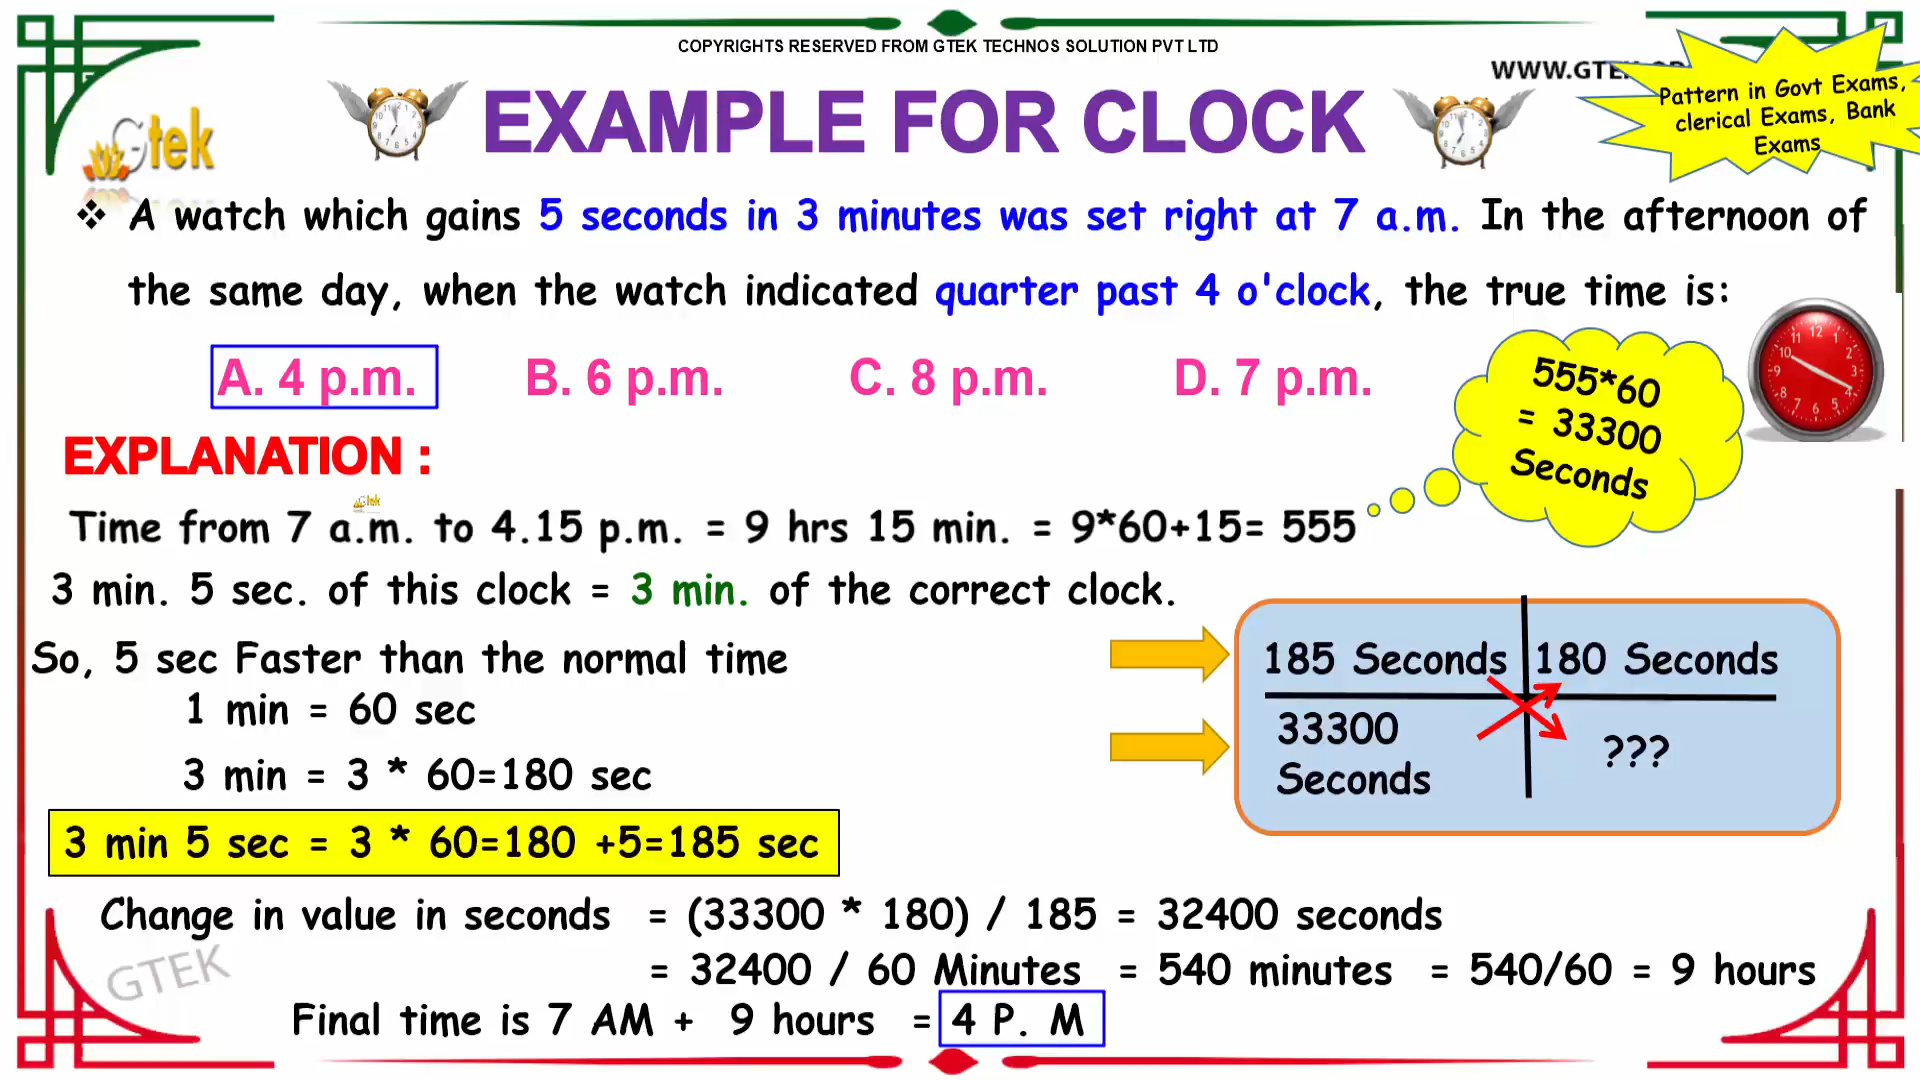 COPYRIGHTS RESERVED FROM GTEK TECHNOS SOLUTION PVT LTD
WWW.GTEK.OR
Pattern in Govt Exams,
clerical Exams, Bank
Exams
Gtek
EXAMPLE FOR CLOCK
❖ A watch which gains 5 seconds in 3 minutes was set right at 7 a.m. In the afternoon of
the same day, when the watch indicated quarter past 4 o'clock, the true time is:
A. 4 p.m. B. 6 p.m. C. 8 p.m. D. 7 p.m.
555*60
= 33300
Seconds
EXPLANATION :
Gtek
Time from 7 a.m. to 4.15 p.m. = 9 hrs 15 min. = 9*60+15= 555
3 min. 5 sec. of this clock = 3 min. of the correct clock.
So, 5 sec Faster than the normal time
1 min = 60 sec
3 min = 3 * 60=180 sec
3 min 5 sec = 3 * 60=180 +5=185 sec
185 Seconds 180 Seconds
33300
Seconds
???
Change in value in seconds = (33300 * 180) / 185 = 32400 seconds
= 32400 / 60 Minutes = 540 minutes = 540/60 = 9 hours
GTEK
Final time is 7 AM + 9 hours = 4 P. M